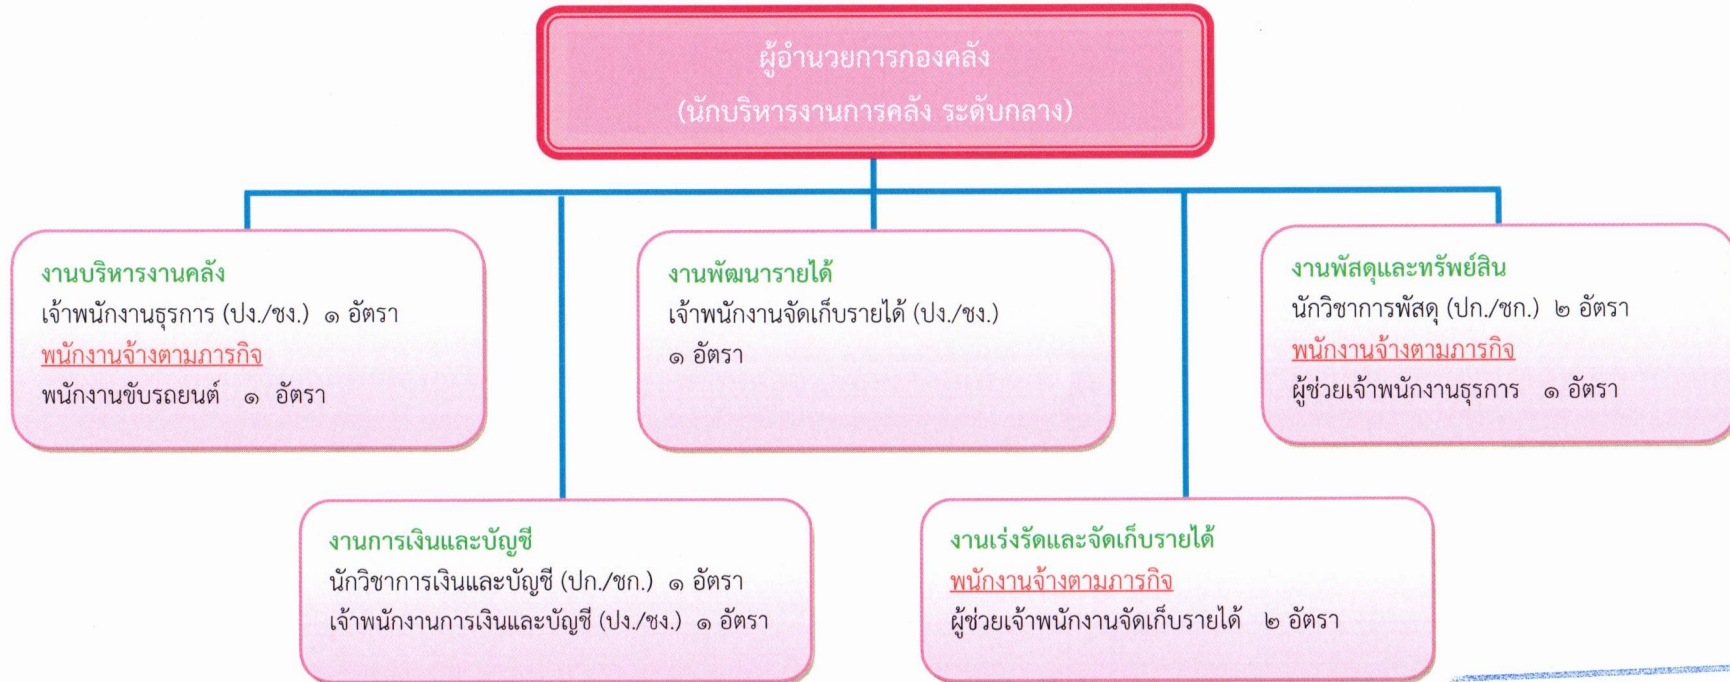 ผู้อำนวยการกองคลัง
(นักบริหารงานการคลัง ระดับกลาง)
งานบริหารงานคลัง
เจ้าพนักงานธุรการ (ปง./ชง.) ๑ อัตรา
พนักงานจ้างตามภารกิจ
พนักงานขับรถยนต์ ๑ อัตรา
งานพัฒนารายได้
เจ้าพนักงานจัดเก็บรายได้ (ปง./ชง.)
๑ อัตรา
งานพัสดุและทรัพย์สิน
นักวิชาการพัสดุ (ปก./ชก.) ๒ อัตรา
พนักงานจ้างตามภารกิจ
ผู้ช่วยเจ้าพนักงานธุรการ ๑ อัตรา
งานการเงินและบัญชี
นักวิชาการเงินและบัญชี (ปก./ชก.) ๑ อัตรา
เจ้าพนักงานการเงินและบัญชี (ปง./ชง.) ๑ อัตรา
งานเร่งรัดและจัดเก็บรายได้
พนักงานจ้างตามภารกิจ
ผู้ช่วยเจ้าพนักงานจัดเก็บรายได้ ๒ อัตรา